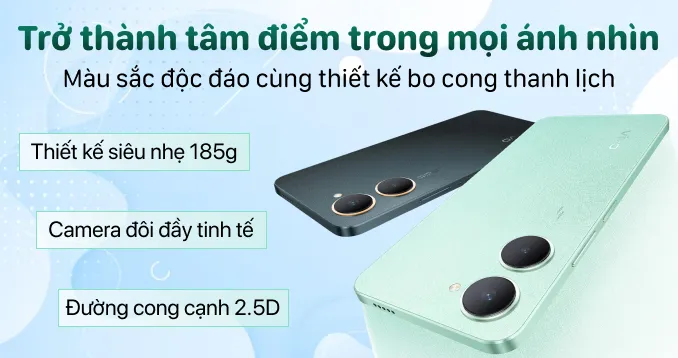 Trở thành tâm điểm trong mọi ánh nhìn
Màu sắc độc đáo cùng thiết kế bo cong thanh lịch
Thiết kế siêu nhẹ 185g
Camera đôi đầy tinh tế
Đường cong cạnh 2.5D
vivo